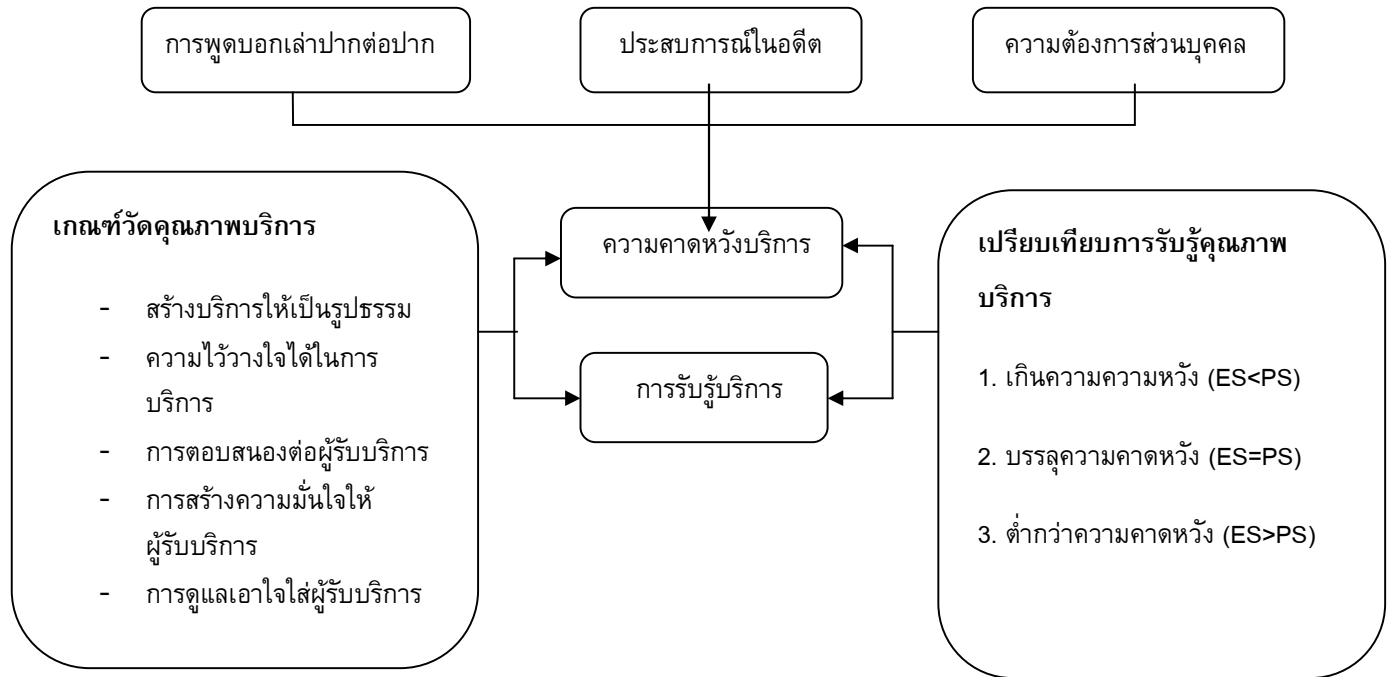 การพูดบอกเล่าปากต่อปาก
ประสบการณ์ในอดีต
ความต้องการส่วนบุคคล
เกณฑ์วัดคุณภาพบริการ
- สร้างบริการให้เป็นรูปธรรม
- ความไว้วางใจได้ในการ
บริการ
- การตอบสนองต่อผู้รับบริการ
- การสร้างความมั่นใจให้
ผู้รับบริการ
- การดูแลเอาใจใส่ผู้รับบริการ
ความคาดหวังบริการ
การรับรู้บริการ
เปรียบเทียบการรับรู้คุณภาพ
บริการ
1. เกินความความหวัง (ES<PS)
2. บรรลุความคาดหวัง (ES=PS)
3. ต่ำกว่าความคาดหวัง (ES>PS)